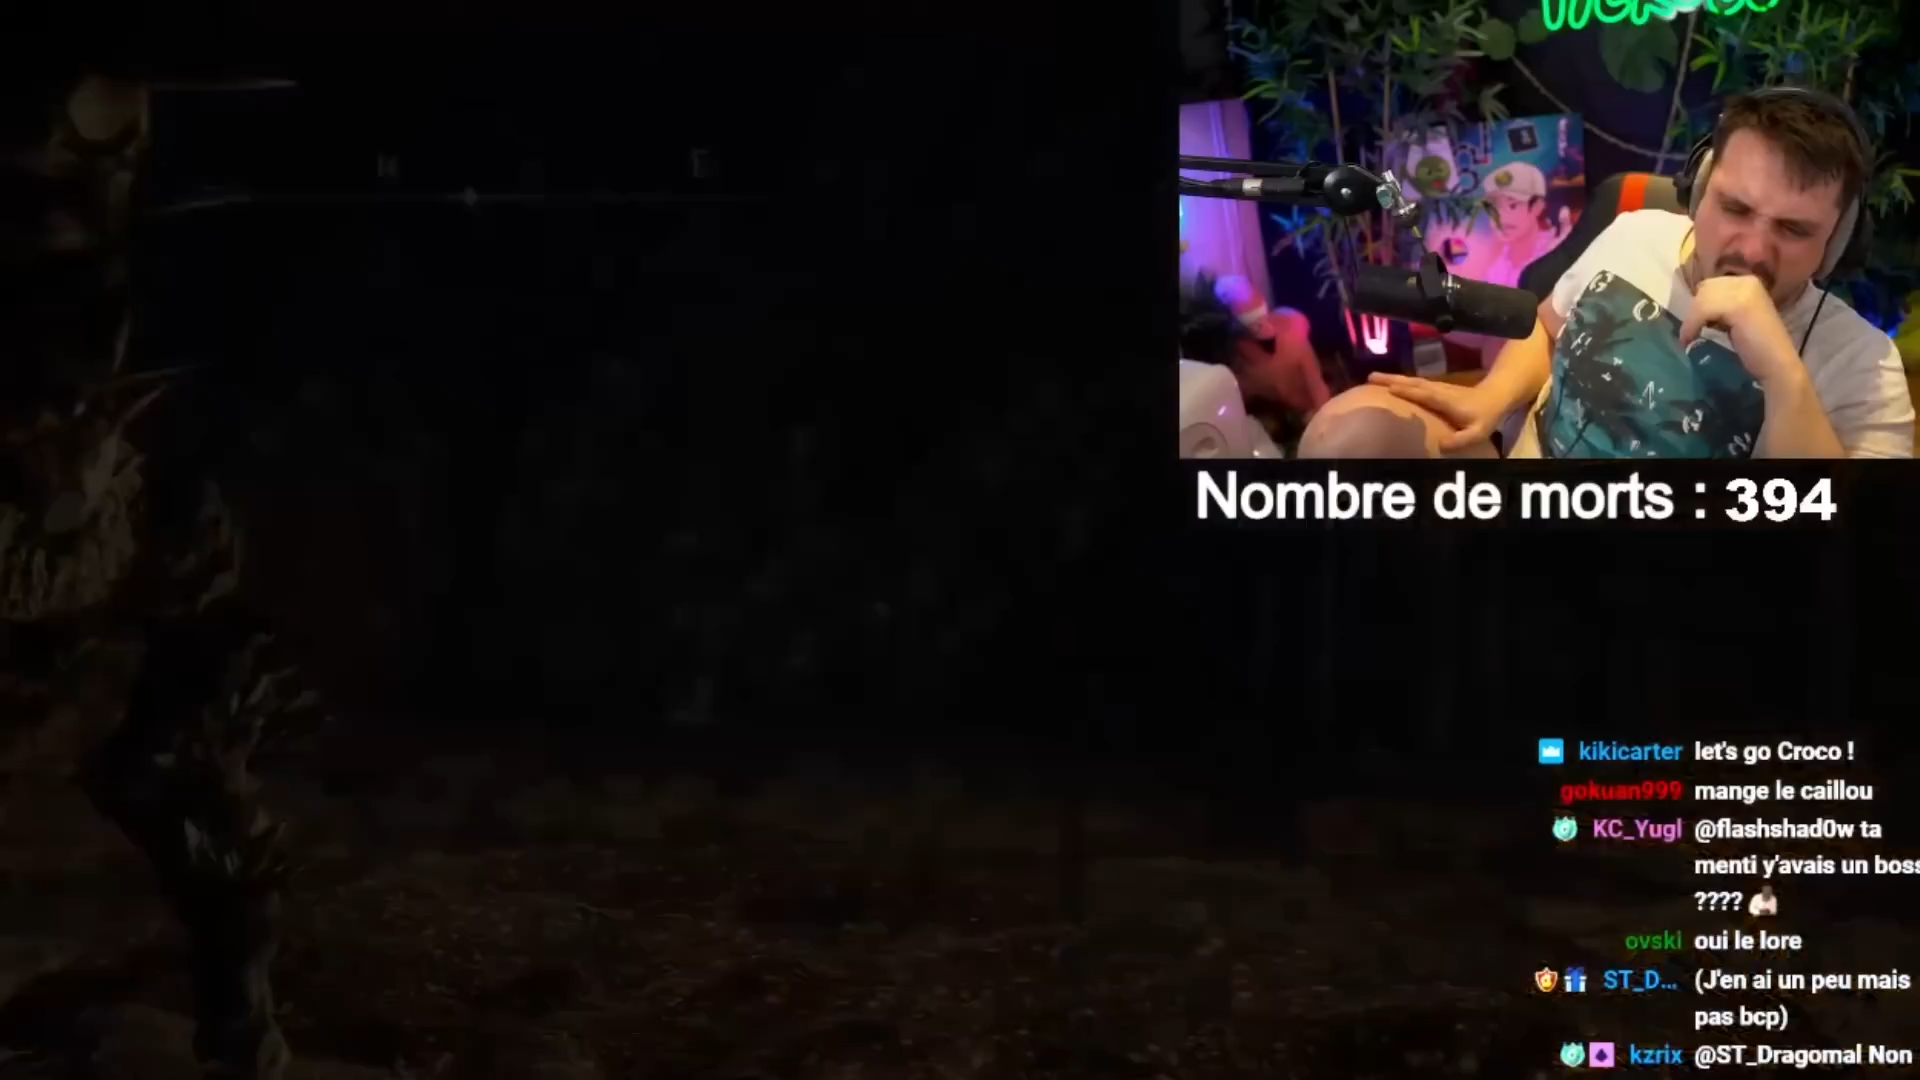 N E
Nombre de morts : 394
kikicarter let's go Croco !
gokuan999 mange le caillou
KC_Yugl @flashshad0w ta
menti y'avais un boss
????
ovski oui le lore
ST_D... (J'en ai un peu mais
pas bcp)
kzrix @ST_Dragomal Non